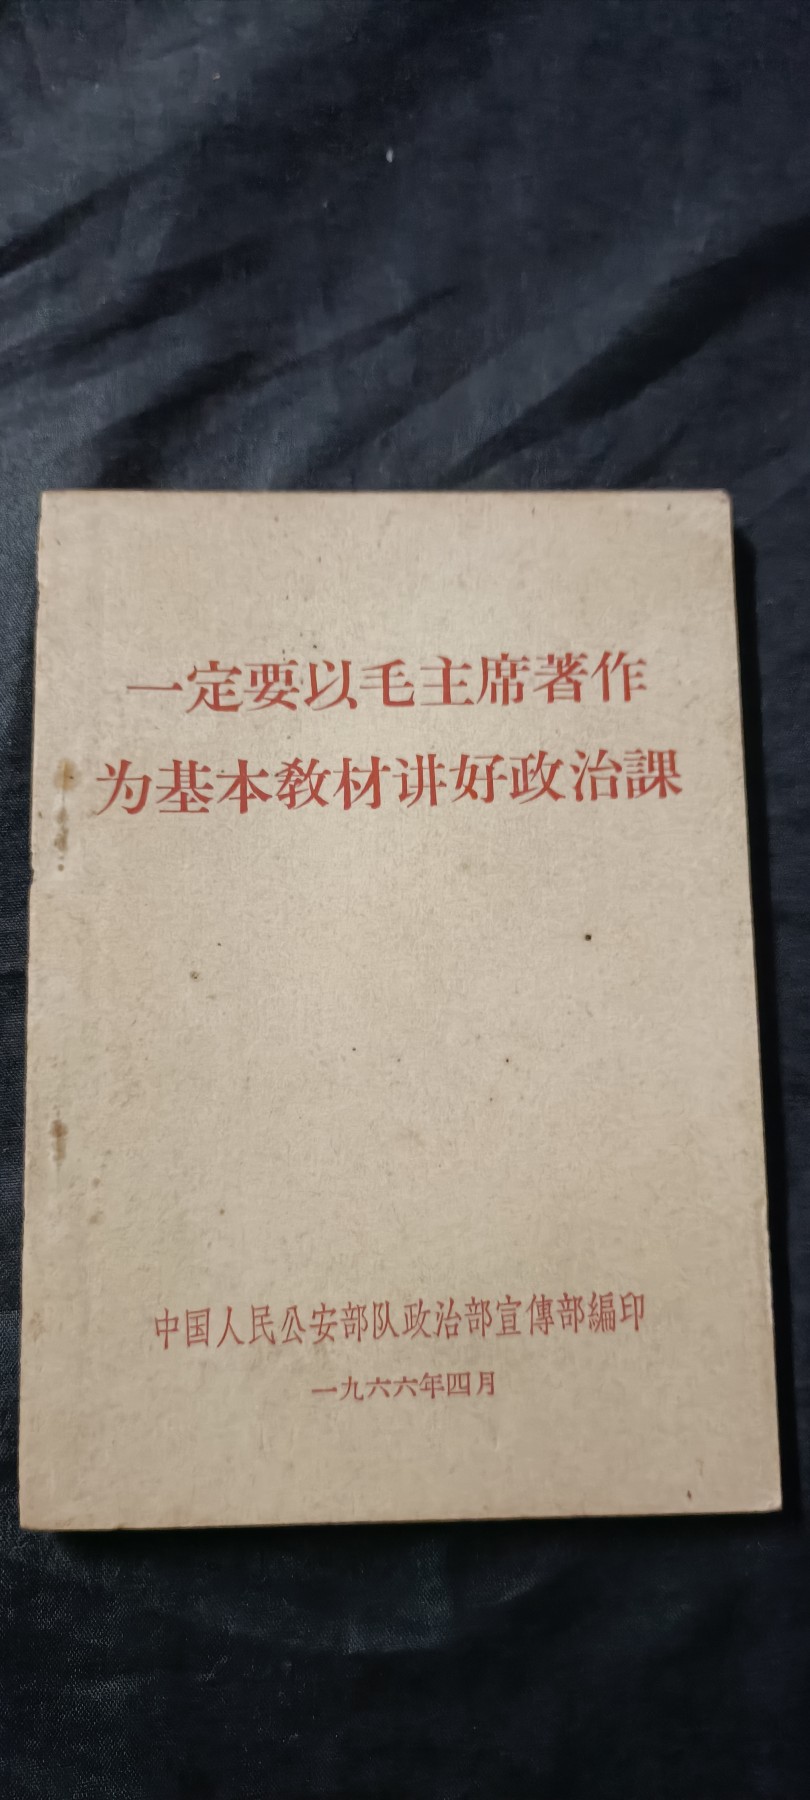 一定要以毛主席著作
为基本教材讲好政治課
中国人民公安部队政治部宣傳部編印
一九六六年四月